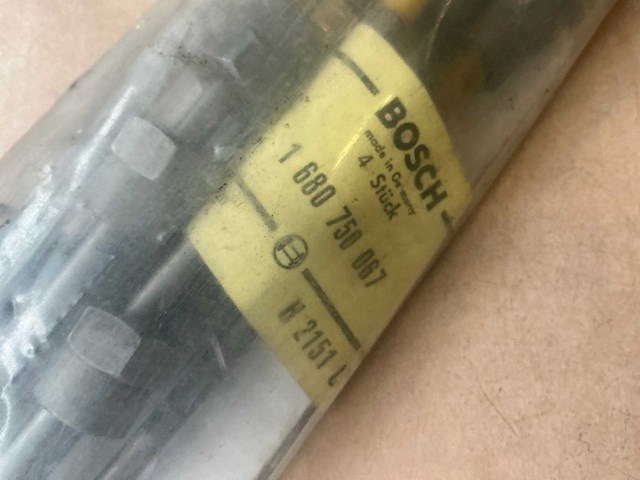 BOSCH
made in Germany
4 Stück
1 680 750 067
H 2151 L